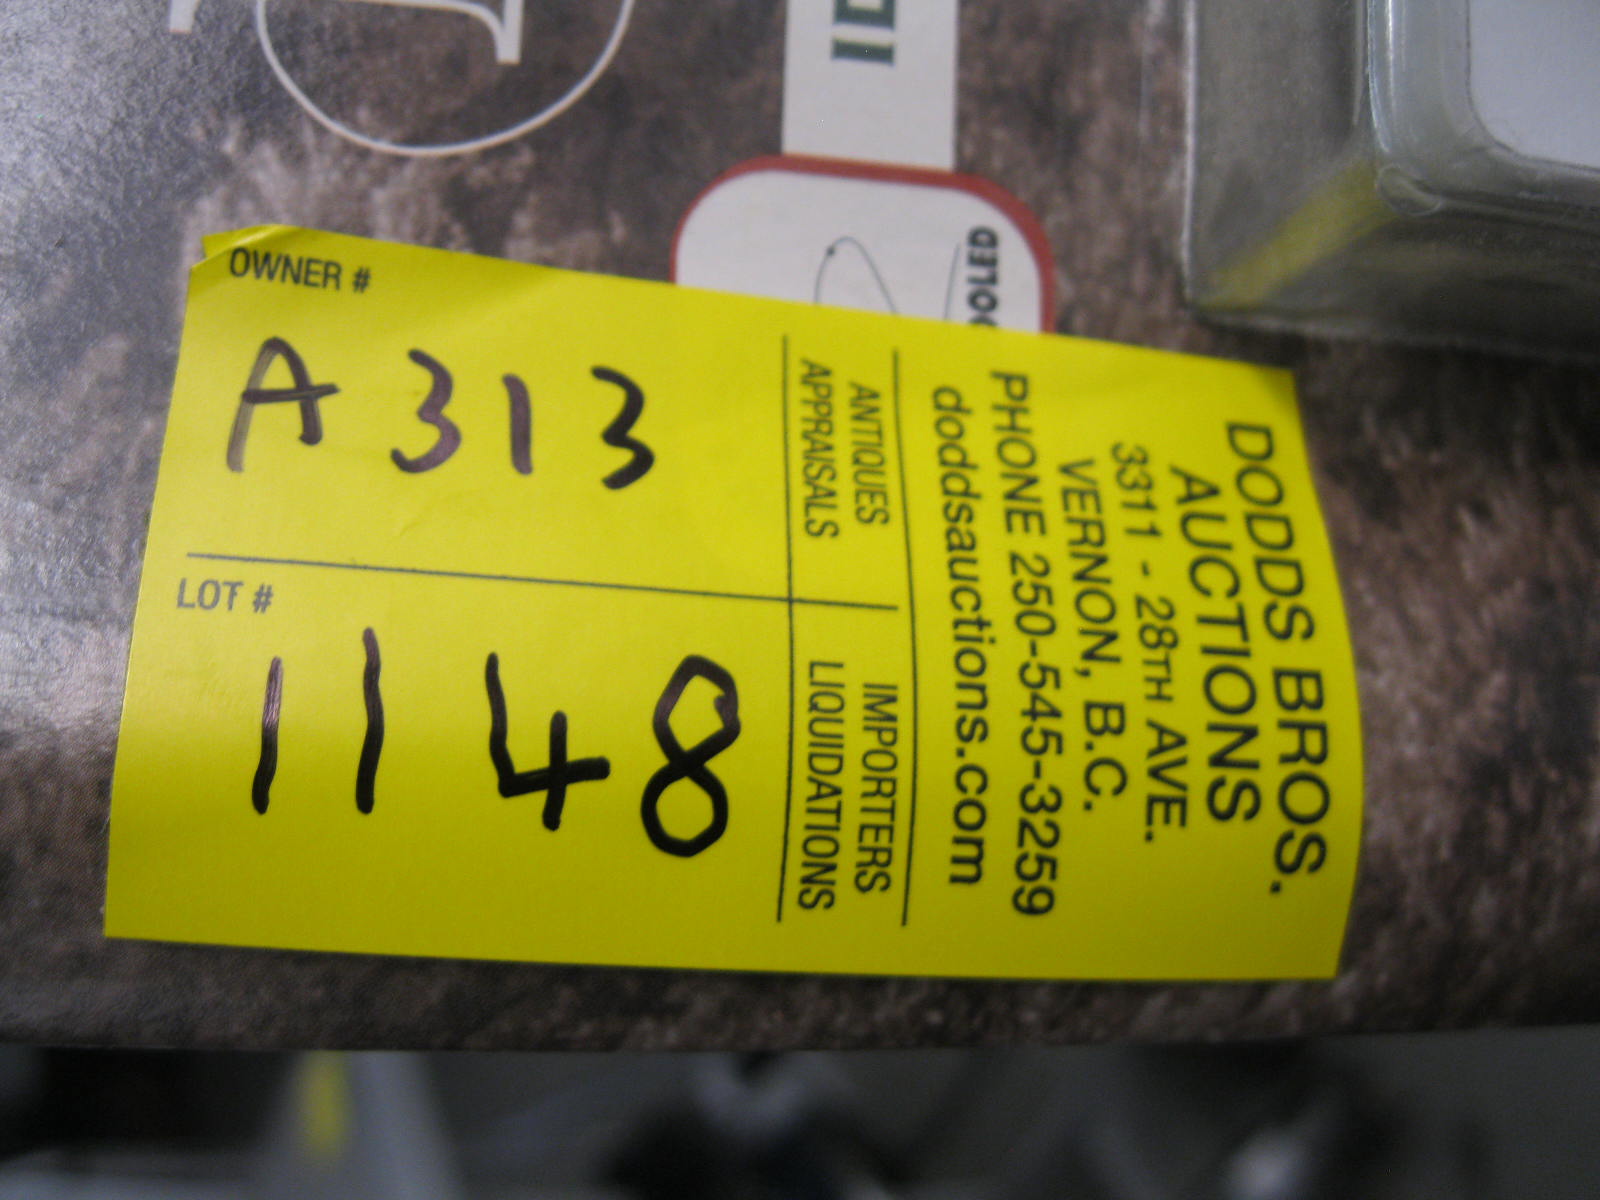 DODDS BROS.
AUCTIONS
3311 - 28TH AVE.
VERNON, B.C.
PHONE 250-545-3259
doddsauctions.com
ANTIQUES
APPRAISALS
IMPORTERS
LIQUIDATIONS
OWNER #
A 313
LOT #
1148